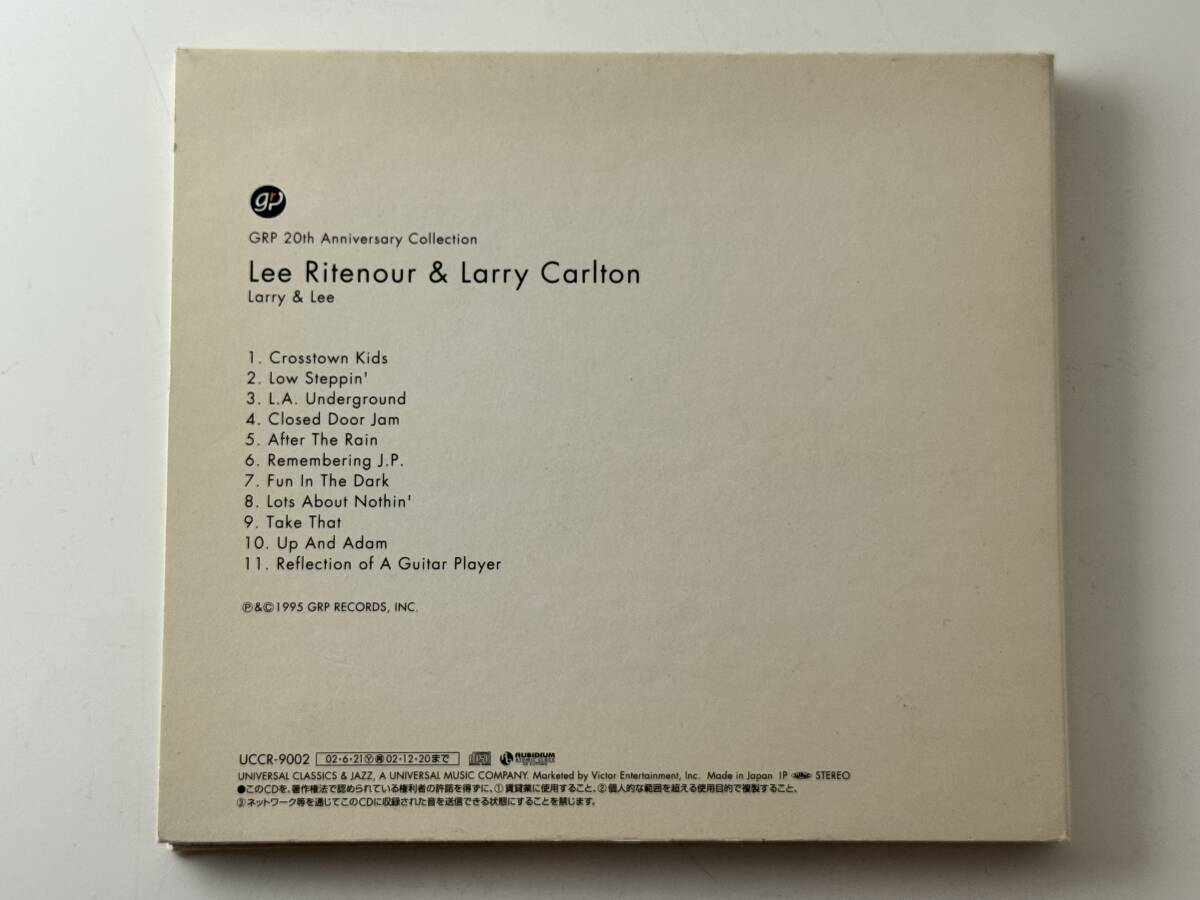 grp
GRP 20th Anniversary Collection
Lee Ritenour & Larry Carlton
Larry & Lee
1. Crosstown Kids
2. Low Steppin'
3. L.A. Underground
4. Closed Door Jam
5. After The Rain
6. Remembering J.P.
7. Fun In The Dark
8. Lots About Nothin'
9. Take That
10. Up And Adam
11. Reflection of A Guitar Player
℗&©1995 GRP RECORDS, INC.
UCCR-9002 02·6·21Ⓨ㊢02·12·20まで RUBIDIUM
UNIVERSAL CLASSICS & JAZZ, A UNIVERSAL MUSIC COMPANY. Marketed by Victor Entertainment, Inc. Made in Japan IP STEREO
●このCDを、著作権法で認められている権利者の許諾を得ずに、①賃貸業に使用すること、②個人的な範囲を超える使用目的で複製すること、
③ネットワーク等を通じてこのCDに収録された音を送信できる状態にすることを禁じます。